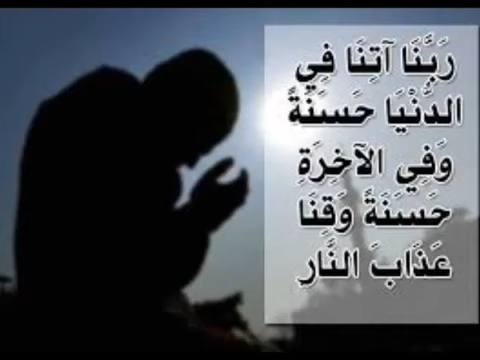 رَبَّنَا آتِنَا فِي
الدُّنْيَا حَسَنَةً
وَفِي الآخِرَةِ
حَسَنَةً وَقِنَا
عَذَابَ النَّارِ